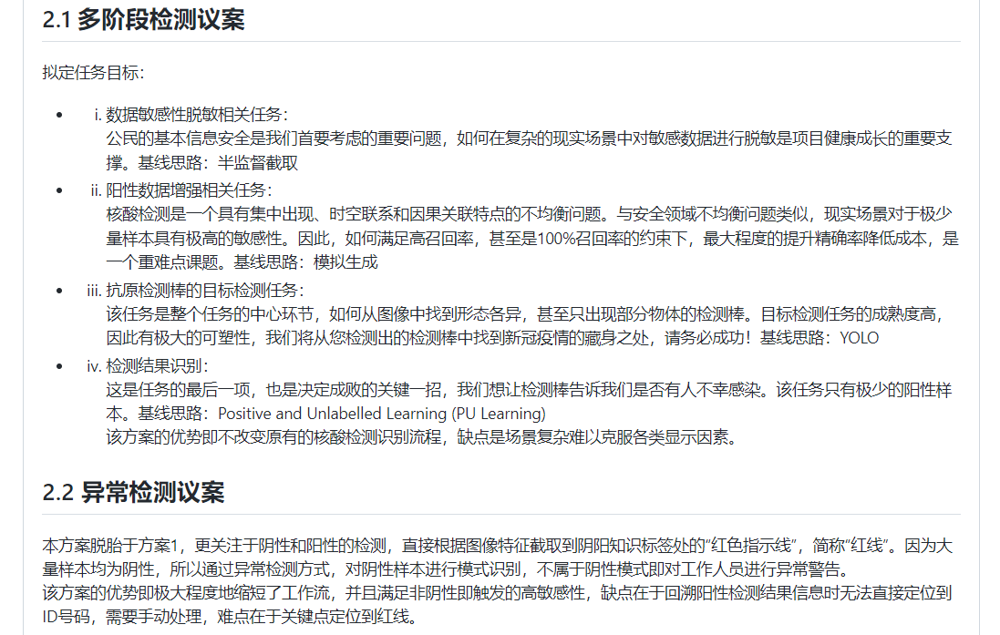 2.1 多阶段检测议案
拟定任务目标：
i. 数据敏感性脱敏相关任务：
公民的基本信息安全是我们首要考虑的重要问题，如何在复杂的现实场景中对敏感数据进行脱敏是项目健康成长的重要支
撑。基线思路：半监督截取
ii. 阳性数据增强相关任务：
核酸检测是一个具有集中出现、时空联系和因果关联特点的不均衡问题。与安全领域不均衡问题类似，现实场景对于极少
量样本具有极高的敏感性。因此，如何满足高召回率，甚至是100%召回率的约束下，最大程度的提升精确率降低成本，是
一个重难点课题。基线思路：模拟生成
iii. 抗原检测棒的目标检测任务：
该任务是整个任务的中心环节，如何从图像中找到形态各异，甚至只出现部分物体的检测棒。目标检测任务的成熟度高，
因此有极大的可塑性，我们将从您检测出的检测棒中找到新冠疫情的藏身之处，请务必成功！基线思路：YOLO
iv. 检测结果识别：
这是任务的最后一项，也是决定成败的关键一招，我们想让检测棒告诉我们是否有人不幸感染。该任务只有极少的阳性样
本。基线思路：Positive and Unlabelled Learning (PU Learning)
该方案的优势即不改变原有的核酸检测识别流程，缺点是场景复杂难以克服各类显示因素。
2.2 异常检测议案
本方案脱胎于方案1，更关注于阴性和阳性的检测，直接根据图像特征截取到阴阳知识标签处的“红色指示线”，简称“红线”。因为大
量样本均为阴性，所以通过异常检测方式，对阴性样本进行模式识别，不属于阴性模式即对工作人员进行异常警告。
该方案的优势即极大程度地缩短了工作流，并且满足非阴性即触发的高敏感性，缺点在于回溯阳性检测结果信息时无法直接定位到
ID号码，需要手动处理，难点在于关键点定位到红线。